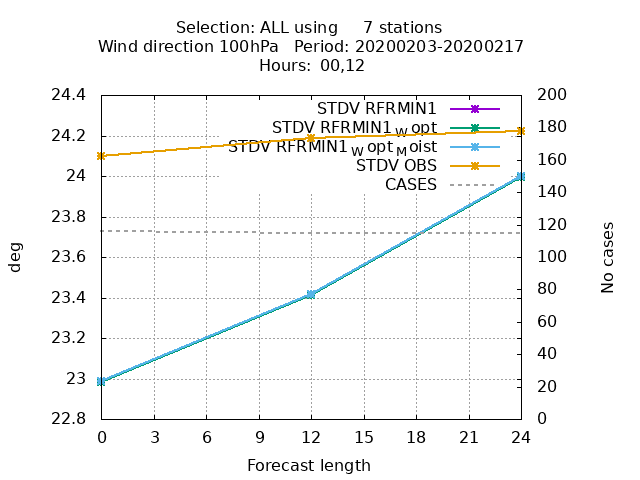 Selection: ALL using     7 stations
Wind direction 100hPa   Period: 20200203-20200217
Hours: 00,12
24.4 200
STDV RFRMIN1
STDV RFRMIN1 W opt
STDV RFRMIN1 W opt M oist
STDV OBS
CASES
24.2 180
160
24 140
23.8 120
23.6 100
23.4 80
60
23.2 40
23 20
22.8 0
deg
No cases
0 3 6 9 12 15 18 21 24
Forecast length